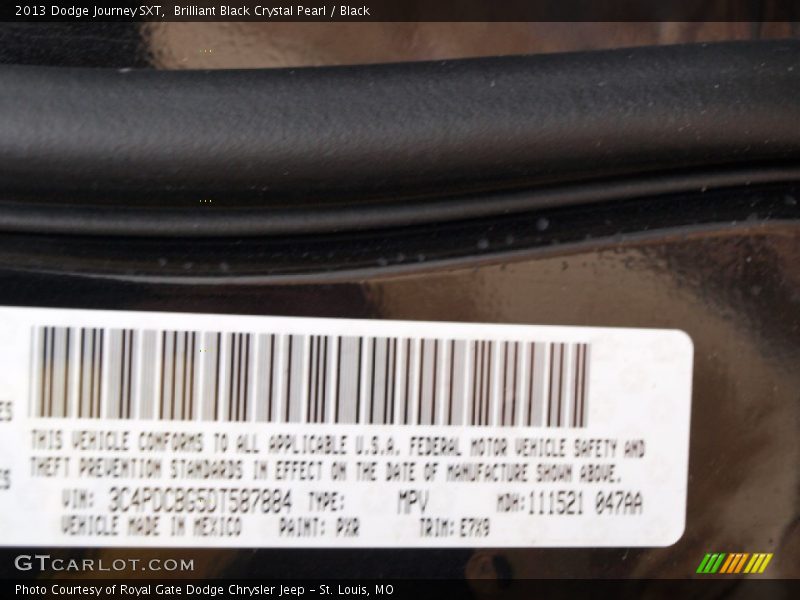 2013 Dodge Journey SXT,  Brilliant Black Crystal Pearl / Black
ES
THIS VEHICLE CONFORMS TO ALL APPLICABLE U.S.A. FEDERAL MOTOR VEHICLE SAFETY AND
ES
THEFT PREVENTION STANDARDS IN EFFECT ON THE DATE OF MANUFACTURE SHOWN ABOVE.
VIN: 3C4PDCBG5DT587884 TYPE: MPV MDH:111521 047AA
VEHICLE MADE IN MEXICO PAINT: PXR TRIM:E7X9
GTCARLOT.COM
Photo Courtesy of Royal Gate Dodge Chrysler Jeep – St. Louis, MO